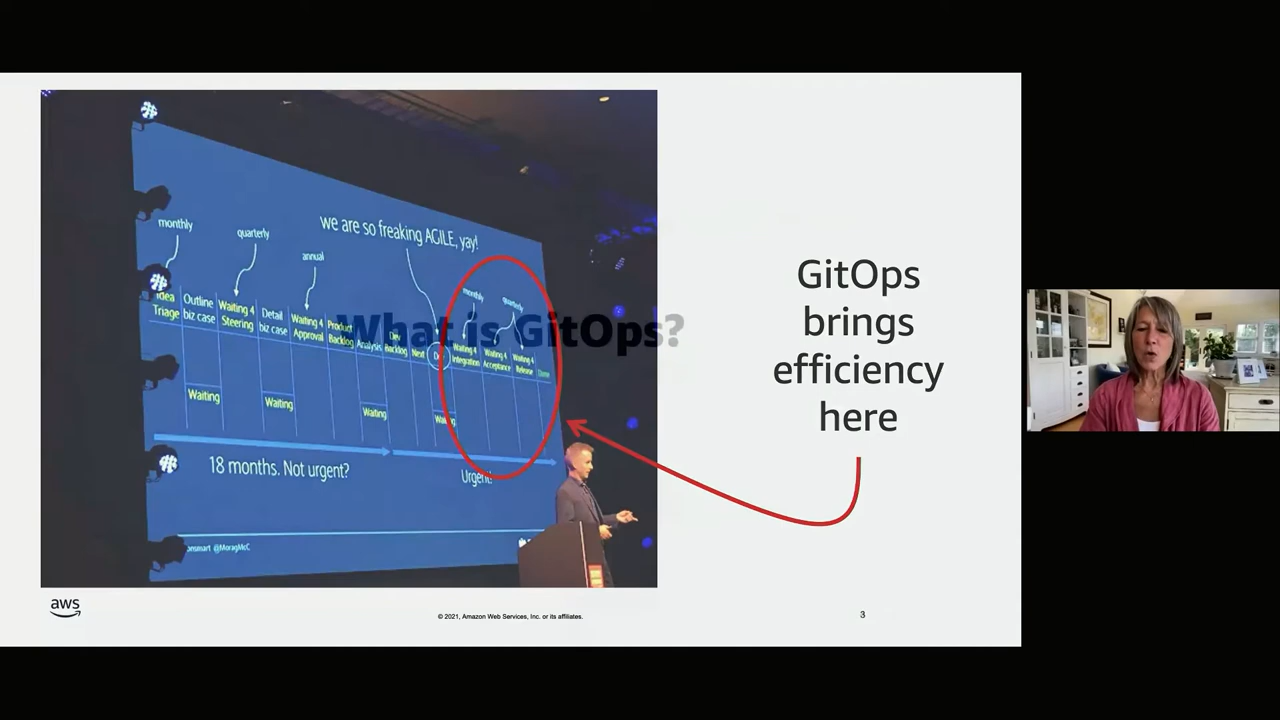 monthly
quarterly
annual
we are so freaking AGILE, yay!
monthly
quarterly
Idea
Triage
Outline
biz case
Waiting 4
Steering
Detail
biz case
Waiting 4
Approval
Product
Backlog
Analysis
Dev
Backlog
Next
Waiting 4
Integration
Waiting 4
Acceptance
Waiting 4
Release
Done
What is GitOps?
Waiting
Waiting
Waiting
18 months. Not urgent?
Urgent!
@MoragMcC
GitOps
brings
efficiency
here
aws
© 2021, Amazon Web Services, Inc. or its affiliates.
3